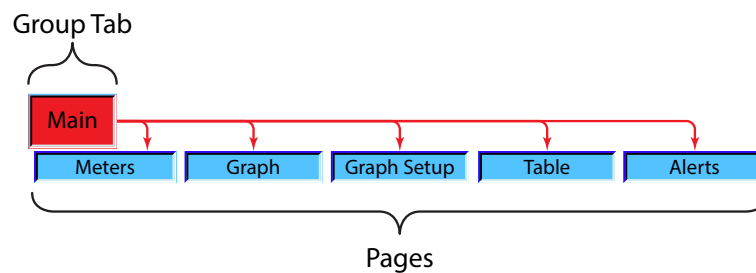 Group Tab
Main
Meters Graph Graph Setup Table Alerts
Pages